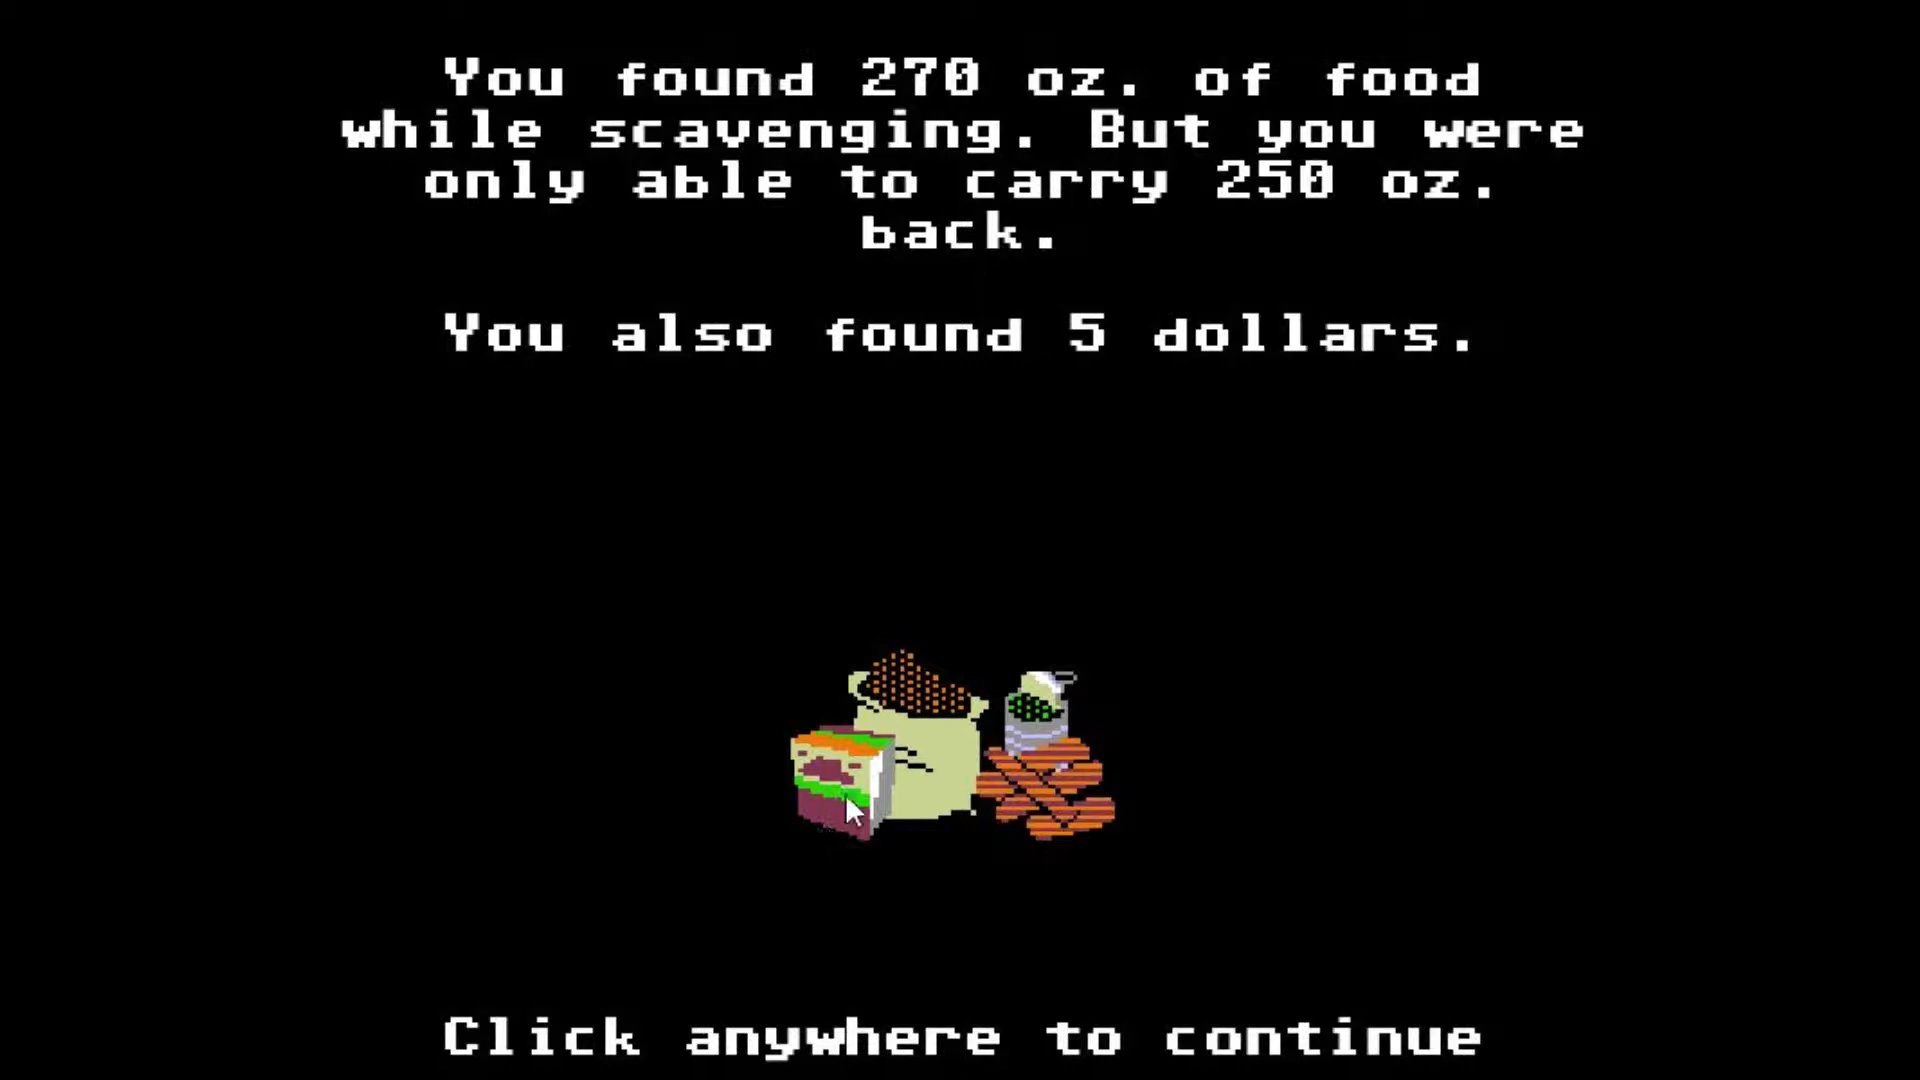 You found 270 oz. of food
while scavenging. But you were
only able to carry 250 oz.
back.
You also found 5 dollars.
Click anywhere to continue